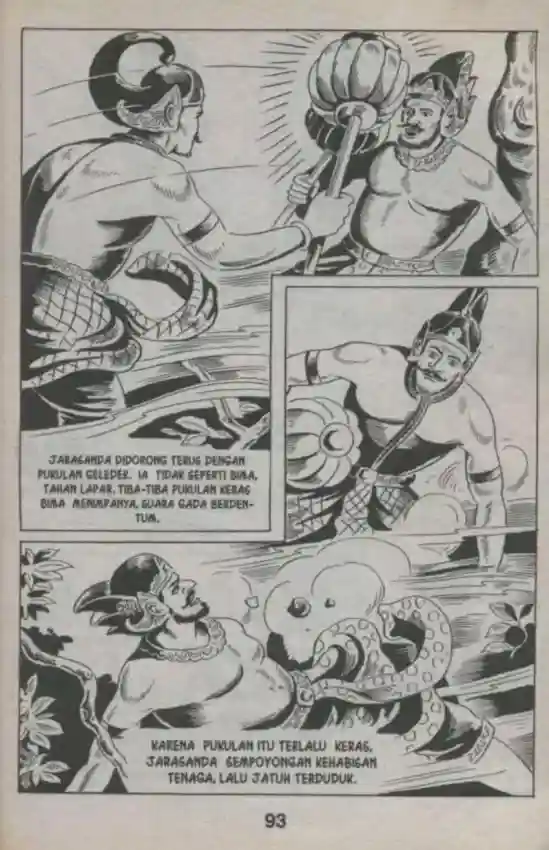 JARASANDA DIDORONG TERUS DENGAN
PUKULAN GELEDEK. IA TIDAK SEPERTI BIMA,
TAHAN LAPAR. TIBA-TIBA PUKULAN KERAS
BIMA MENIMPANYA. SUARA GADA BERDEN-
TUM.
KARENA PUKULAN ITU TERLALU KERAS,
JARASANDA SEMPOYONGAN KEHABISAN
TENAGA, LALU JATUH TERDUDUK.
93